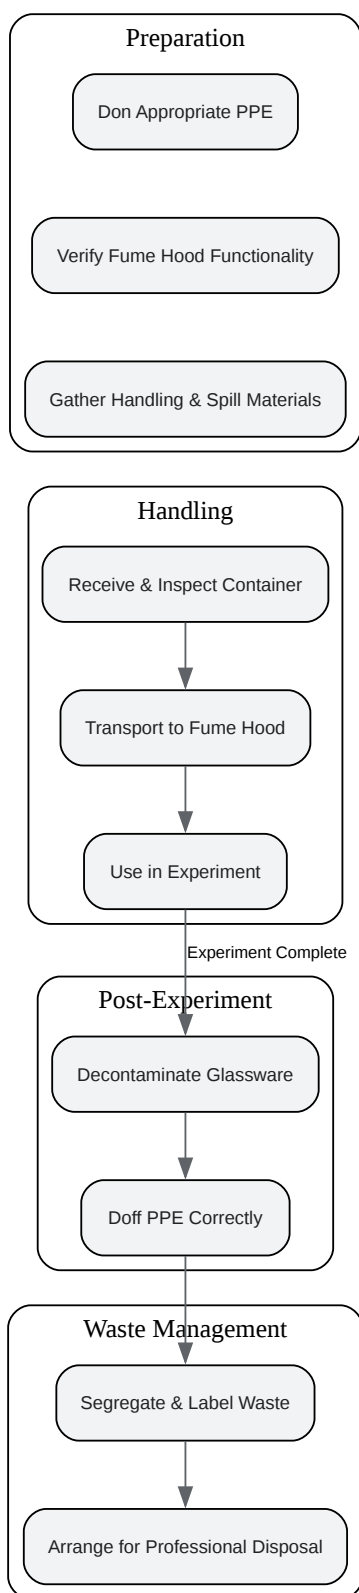 Preparation
Don Appropriate PPE
Verify Fume Hood Functionality
Gather Handling & Spill Materials
Handling
Receive & Inspect Container
Transport to Fume Hood
Use in Experiment
Experiment Complete
Post-Experiment
Decontaminate Glassware
Doff PPE Correctly
Waste Management
Segregate & Label Waste
Arrange for Professional Disposal